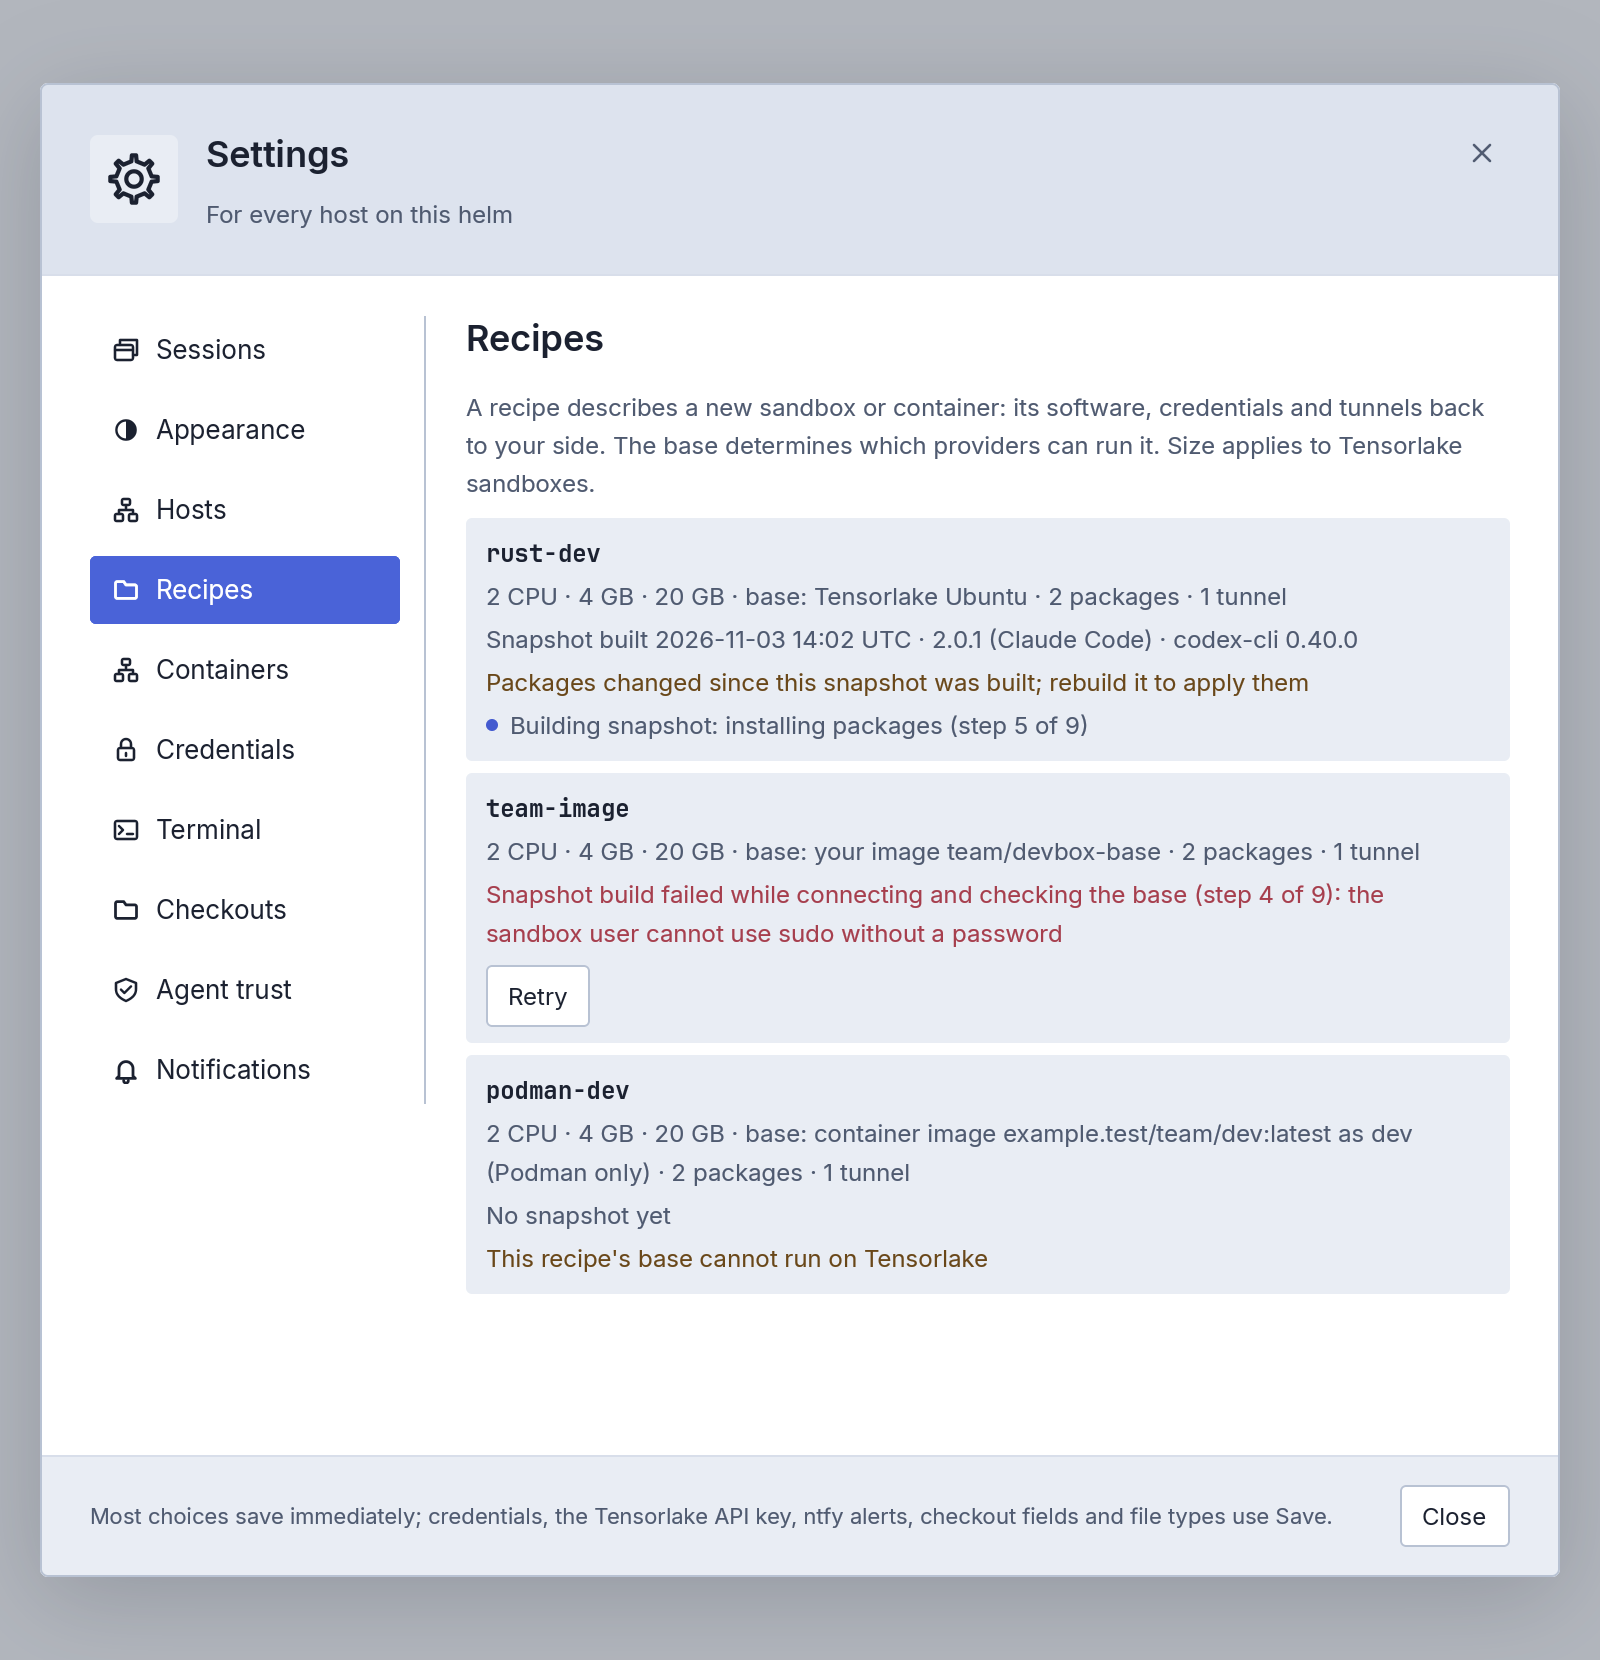 Settings
For every host on this helm
Sessions
Appearance
Hosts
Recipes
Containers
Credentials
Terminal
Checkouts
Agent trust
Notifications
Recipes
A recipe describes a new sandbox or container: its software, credentials and tunnels back
to your side. The base determines which providers can run it. Size applies to Tensorlake
sandboxes.
rust-dev
2 CPU · 4 GB · 20 GB · base: Tensorlake Ubuntu · 2 packages · 1 tunnel
Snapshot built 2026-11-03 14:02 UTC · 2.0.1 (Claude Code) · codex-cli 0.40.0
Packages changed since this snapshot was built; rebuild it to apply them
Building snapshot: installing packages (step 5 of 9)
team-image
2 CPU · 4 GB · 20 GB · base: your image team/devbox-base · 2 packages · 1 tunnel
Snapshot build failed while connecting and checking the base (step 4 of 9): the
sandbox user cannot use sudo without a password
Retry
podman-dev
2 CPU · 4 GB · 20 GB · base: container image example.test/team/dev:latest as dev
(Podman only) · 2 packages · 1 tunnel
No snapshot yet
This recipe's base cannot run on Tensorlake
Most choices save immediately; credentials, the Tensorlake API key, ntfy alerts, checkout fields and file types use Save.
Close